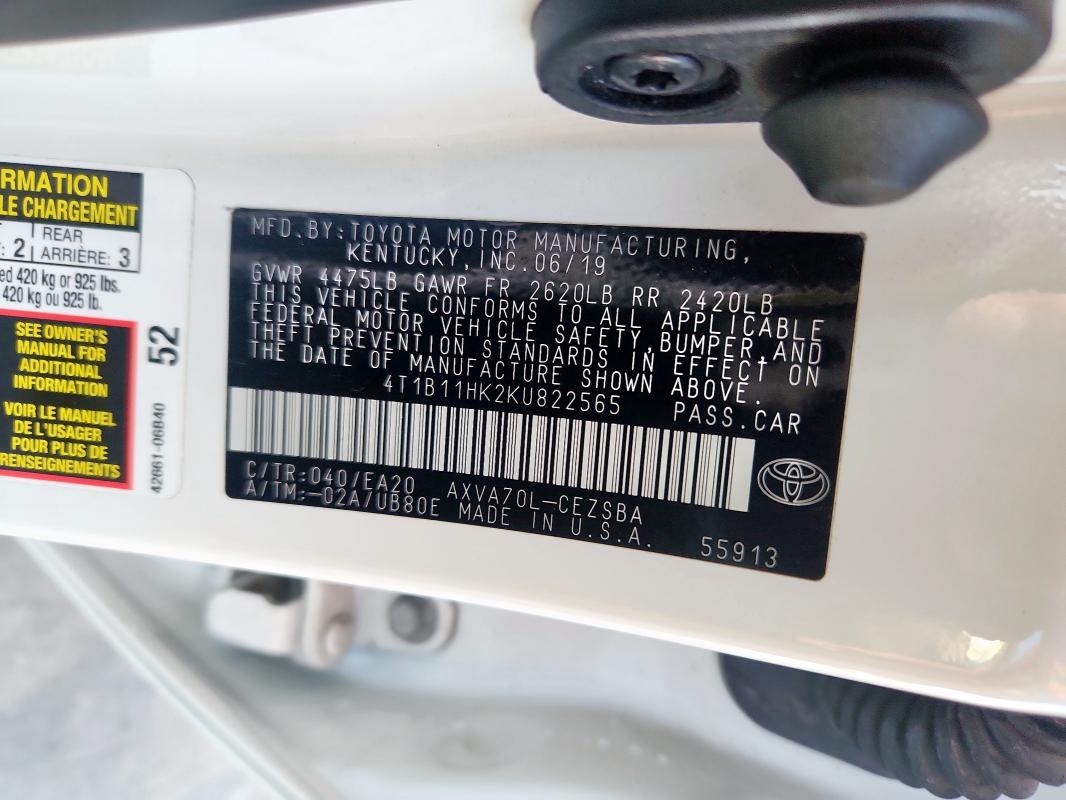 RMATION
LE CHARGEMENT
REAR
: 2 ARRIÈRE: 3
ed 420 kg or 925 lbs.
420 kg ou 925 lb.
SEE OWNER'S
MANUAL FOR
ADDITIONAL
INFORMATION
VOIR LE MANUEL
DE L'USAGER
POUR PLUS DE
RENSEIGNEMENTS
52
42661-06B40
MFD. BY: TOYOTA MOTOR MANUFACTURING,
KENTUCKY, INC. 06/19
GVWR 4475LB GAWR FR 2620LB RR 2420LB
THIS VEHICLE CONFORMS TO ALL APPLICABLE
FEDERAL MOTOR VEHICLE SAFETY, BUMPER, AND
THEFT PREVENTION STANDARDS IN EFFECT ON
THE DATE OF MANUFACTURE SHOWN ABOVE.
4T1B11HK2KU822565 PASS. CAR
C/TR: 040/EA20 AXVA70L-CEZSBA
A/TM: -02A/UB80E MADE IN U.S.A.
55913